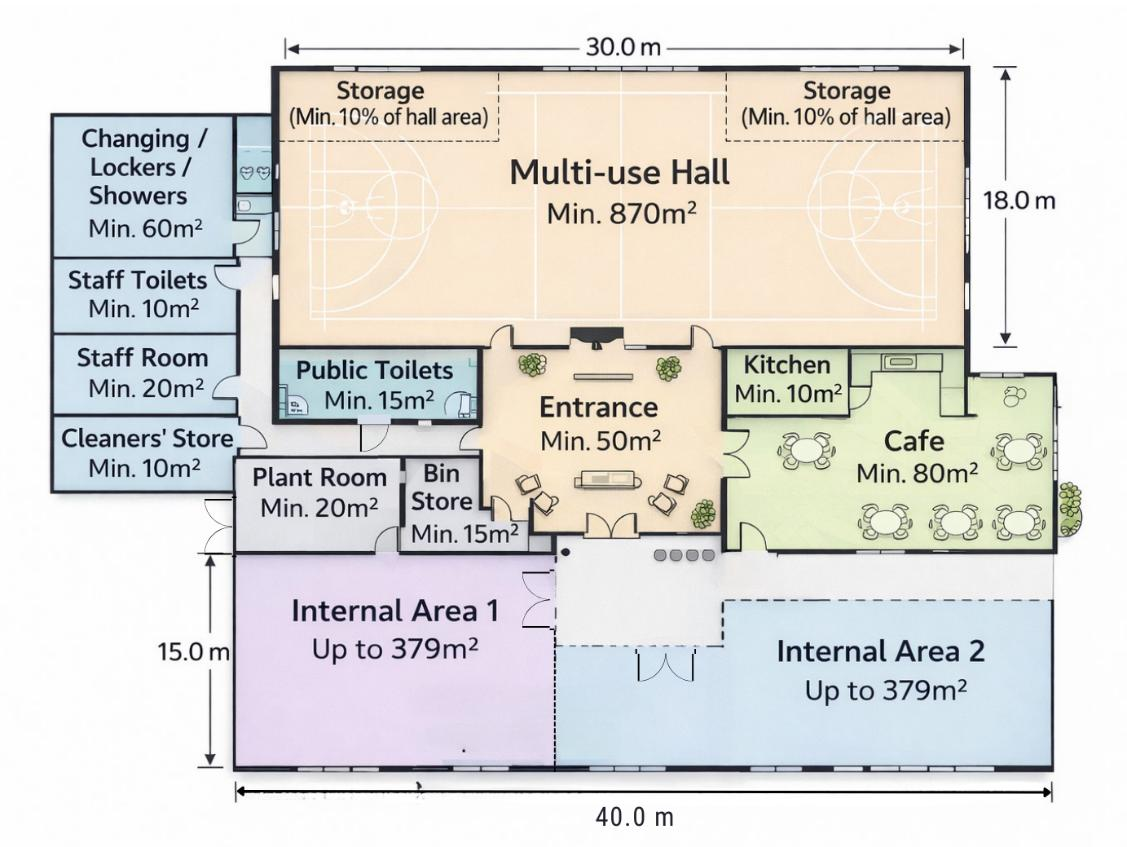 30.0 m
Storage
(Min. 10% of hall area)
Storage
(Min. 10% of hall area)
Changing /
Lockers /
Showers
Min. 60m²
Multi-use Hall
Min. 870m²
18.0 m
Staff Toilets
Min. 10m²
Staff Room
Min. 20m²
Public Toilets
Min. 15m²
Kitchen
Min. 10m²
Entrance
Min. 50m²
Cleaners' Store
Min. 10m²
Cafe
Min. 80m²
Plant Room
Min. 20m²
Bin
Store
Min. 15m²
Internal Area 1
Up to 379m²
15.0 m
Internal Area 2
Up to 379m²
40.0 m